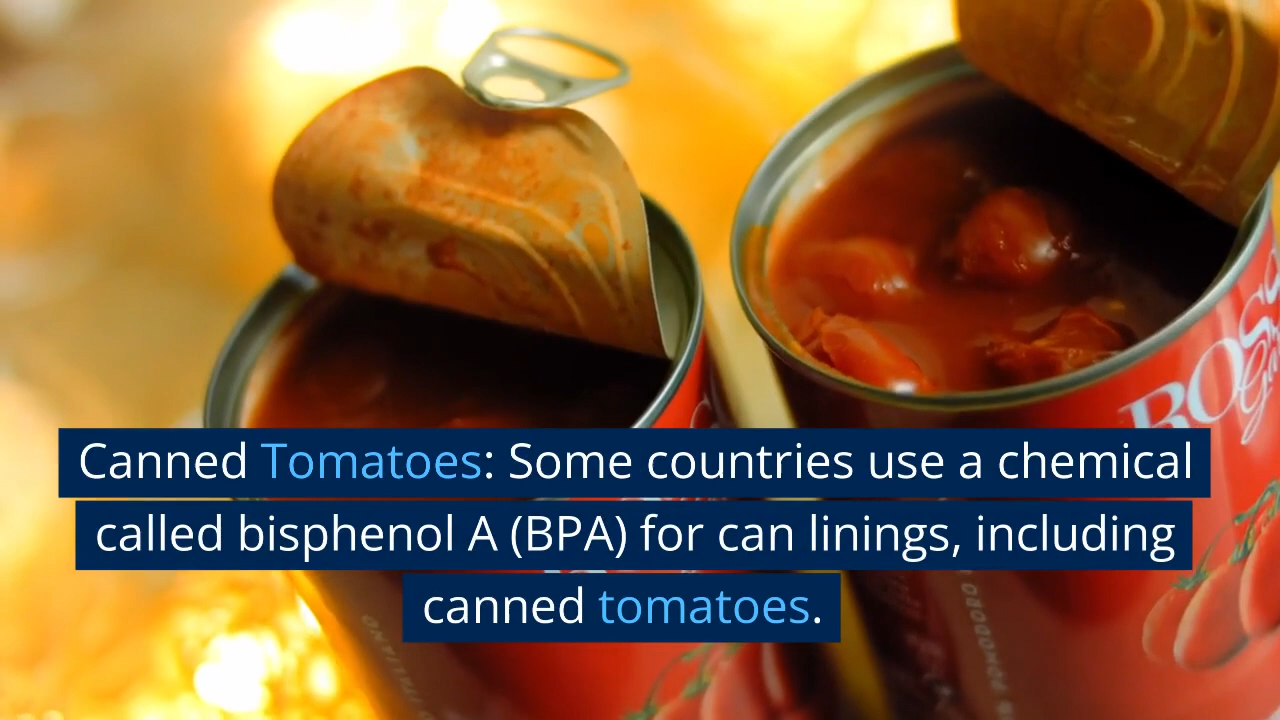 Canned Tomatoes: Some countries use a chemical
called bisphenol A (BPA) for can linings, including
canned tomatoes.